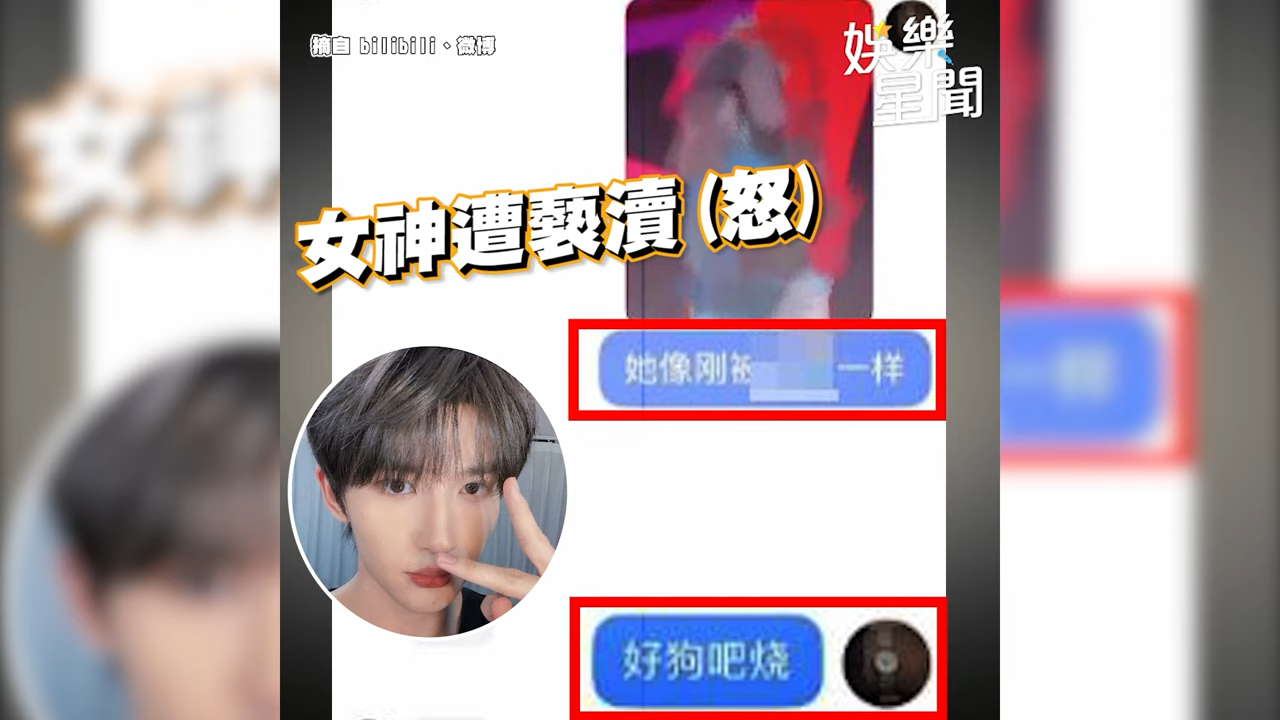 摘自 bilibili、微博
娛樂
星聞
女神遭褻瀆(怒)
她像刚被
一样
好狗吧烧